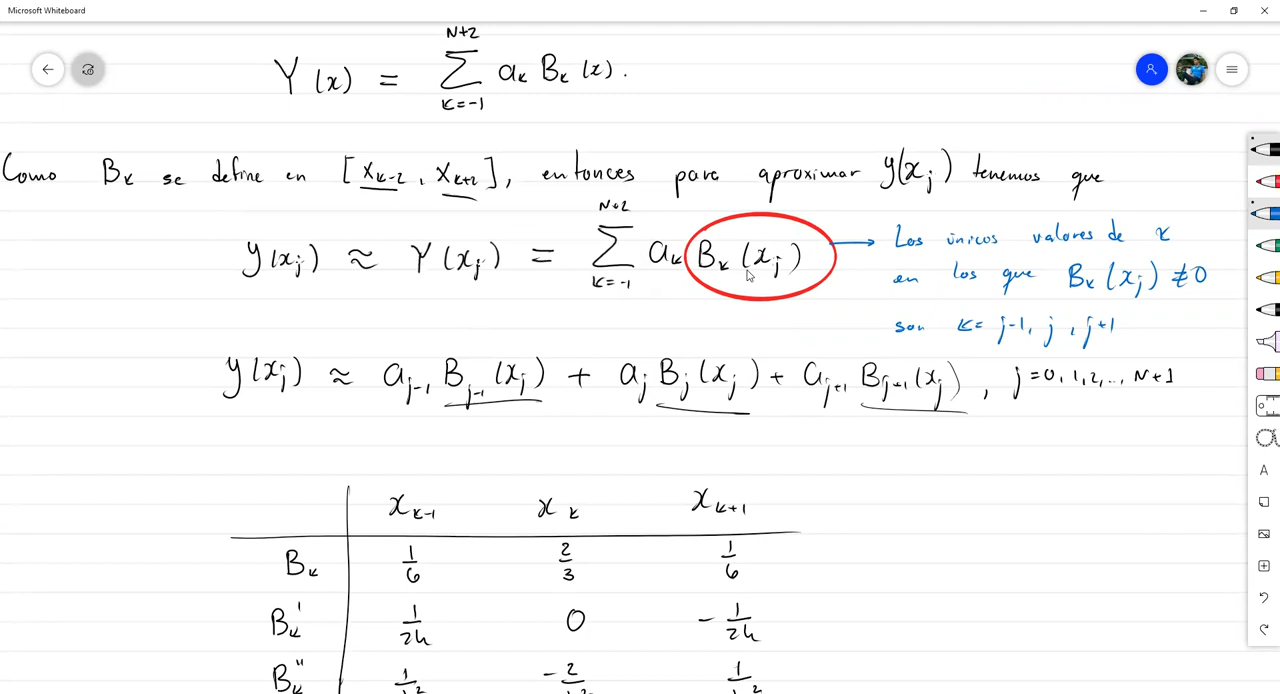 Microsoft Whiteboard
Y(x) = \sum_{k=-1}^{N+2} a_k B_k(x).
Como B_k se define en [x_{k-2}, x_{k+2}], entonces para aproximar y(x_j) tenemos que
y(x_j) ≈ Y(x_j) = \sum_{k=-1}^{N+2} a_k B_k(x_j) → Los únicos valores de k
en los que B_k(x_j) ≠ 0
son k = j-1, j, j+1
y(x_j) ≈ a_{j-1} B_{j-1}(x_j) + a_j B_j(x_j) + a_{j+1} B_{j+1}(x_j), j = 0, 1, 2, ..., N+1
x_{k-1} x_k x_{k+1}
B_k 1/6 2/3 1/6
B_k' 1/2h 0 -1/2h
B_k''
A